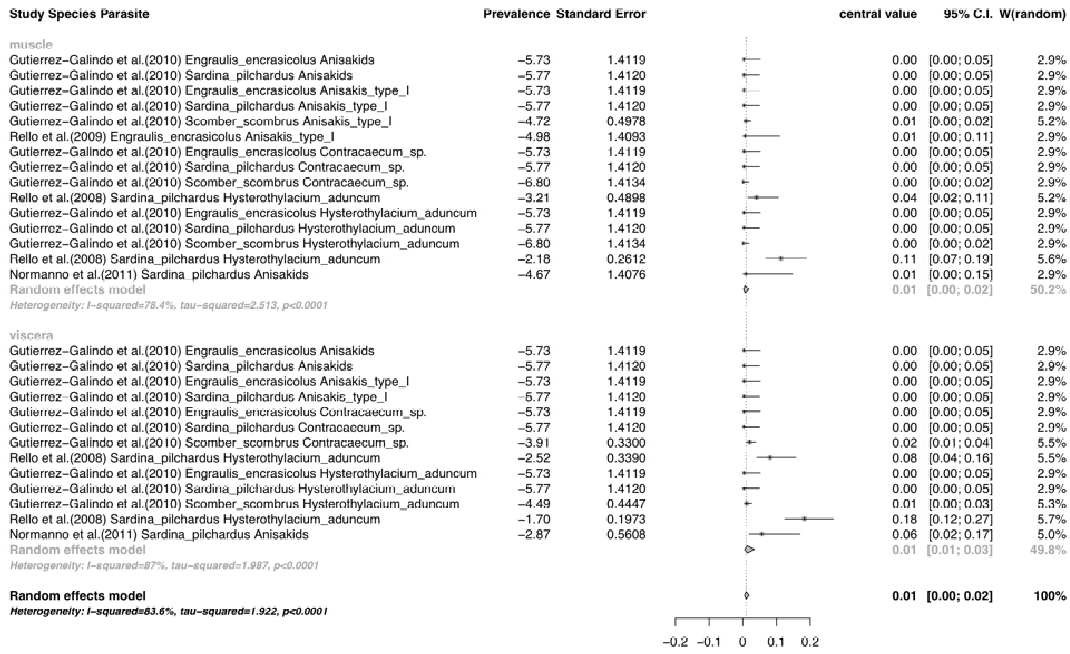 Study Species Parasite Prevalence Standard Error central value 95% C.I. W(random)
muscle
Gutierrez−Galindo et al.(2010) Engraulis_encrasicolus Anisakids −5.73 1.4119 0.00 [0.00; 0.05] 2.9%
Gutierrez−Galindo et al.(2010) Sardina_pilchardus Anisakids −5.77 1.4120 0.00 [0.00; 0.05] 2.9%
Gutierrez−Galindo et al.(2010) Engraulis_encrasicolus Anisakis_type_I −5.73 1.4119 0.00 [0.00; 0.05] 2.9%
Gutierrez−Galindo et al.(2010) Sardina_pilchardus Anisakis_type_I −5.77 1.4120 0.00 [0.00; 0.05] 2.9%
Gutierrez−Galindo et al.(2010) Scomber_scombrus Anisakis_type_I −4.72 0.4978 0.01 [0.00; 0.02] 2.9%
Rello et al.(2009) Engraulis_encrasicolus Anisakis_type_I −4.98 1.4093 0.01 [0.00; 0.11] 2.9%
Gutierrez−Galindo et al.(2010) Engraulis_encrasicolus Contracaecum_sp. −5.73 1.4119 0.00 [0.00; 0.05] 2.9%
Gutierrez−Galindo et al.(2010) Sardina_pilchardus Contracaecum_sp. −5.77 1.4120 0.00 [0.00; 0.05] 2.9%
Gutierrez−Galindo et al.(2010) Scomber_scombrus Contracaecum_sp. −6.80 1.4134 0.00 [0.00; 0.02] 2.9%
Rello et al.(2008) Sardina_pilchardus Hysterothylacium_aduncum −3.21 0.4898 0.04 [0.02; 0.11] 5.2%
Gutierrez−Galindo et al.(2010) Engraulis_encrasicolus Hysterothylacium_aduncum −5.73 1.4119 0.00 [0.00; 0.05] 2.9%
Gutierrez−Galindo et al.(2010) Sardina_pilchardus Hysterothylacium_aduncum −5.77 1.4120 0.00 [0.00; 0.05] 2.9%
Gutierrez−Galindo et al.(2010) Scomber_scombrus Hysterothylacium_aduncum −6.80 1.4134 0.00 [0.00; 0.02] 2.9%
Rello et al.(2008) Sardina_pilchardus Hysterothylacium_aduncum −2.18 0.2612 0.11 [0.07; 0.19] 5.6%
Normanno et al.(2011) Sardina_pilchardus Anisakids −4.67 1.4076 0.01 [0.00; 0.15] 2.9%
Random effects model 0.01 [0.00; 0.02] 50.2%
Heterogeneity: I−squared=78.4%, tau−squared=2.513, p<0.0001
viscera
Gutierrez−Galindo et al.(2010) Engraulis_encrasicolus Anisakids −5.73 1.4119 0.00 [0.00; 0.05] 2.9%
Gutierrez−Galindo et al.(2010) Sardina_pilchardus Anisakids −5.77 1.4120 0.00 [0.00; 0.05] 2.9%
Gutierrez−Galindo et al.(2010) Engraulis_encrasicolus Anisakis_type_I −5.73 1.4119 0.00 [0.00; 0.05] 2.9%
Gutierrez−Galindo et al.(2010) Sardina_pilchardus Anisakis_type_I −5.77 1.4120 0.00 [0.00; 0.05] 2.9%
Gutierrez−Galindo et al.(2010) Engraulis_encrasicolus Contracaecum_sp. −5.73 1.4119 0.00 [0.00; 0.05] 2.9%
Gutierrez−Galindo et al.(2010) Sardina_pilchardus Contracaecum_sp. −5.77 1.4120 0.00 [0.00; 0.05] 2.9%
Gutierrez−Galindo et al.(2010) Scomber_scombrus Contracaecum_sp. −3.91 0.3300 0.02 [0.01; 0.04] 5.5%
Rello et al.(2008) Sardina_pilchardus Hysterothylacium_aduncum −2.52 0.3390 0.08 [0.04; 0.16] 5.5%
Gutierrez−Galindo et al.(2010) Engraulis_encrasicolus Hysterothylacium_aduncum −5.73 1.4119 0.00 [0.00; 0.05] 2.9%
Gutierrez−Galindo et al.(2010) Sardina_pilchardus Hysterothylacium_aduncum −5.77 1.4120 0.00 [0.00; 0.05] 2.9%
Gutierrez−Galindo et al.(2010) Scomber_scombrus Hysterothylacium_aduncum −4.49 0.4447 0.01 [0.00; 0.03] 5.3%
Rello et al.(2008) Sardina_pilchardus Hysterothylacium_aduncum −1.70 0.1973 0.18 [0.12; 0.27] 5.7%
Normanno et al.(2011) Sardina_pilchardus Anisakids −2.87 0.5608 0.06 [0.02; 0.17] 5.0%
Random effects model 0.01 [0.01; 0.03] 49.8%
Heterogeneity: I−squared=87%, tau−squared=1.987, p<0.0001
Random effects model 0.01 [0.00; 0.02] 100%
Heterogeneity: I−squared=83.6%, tau−squared=1.922, p<0.0001
−0.2 −0.1 0 0.1 0.2